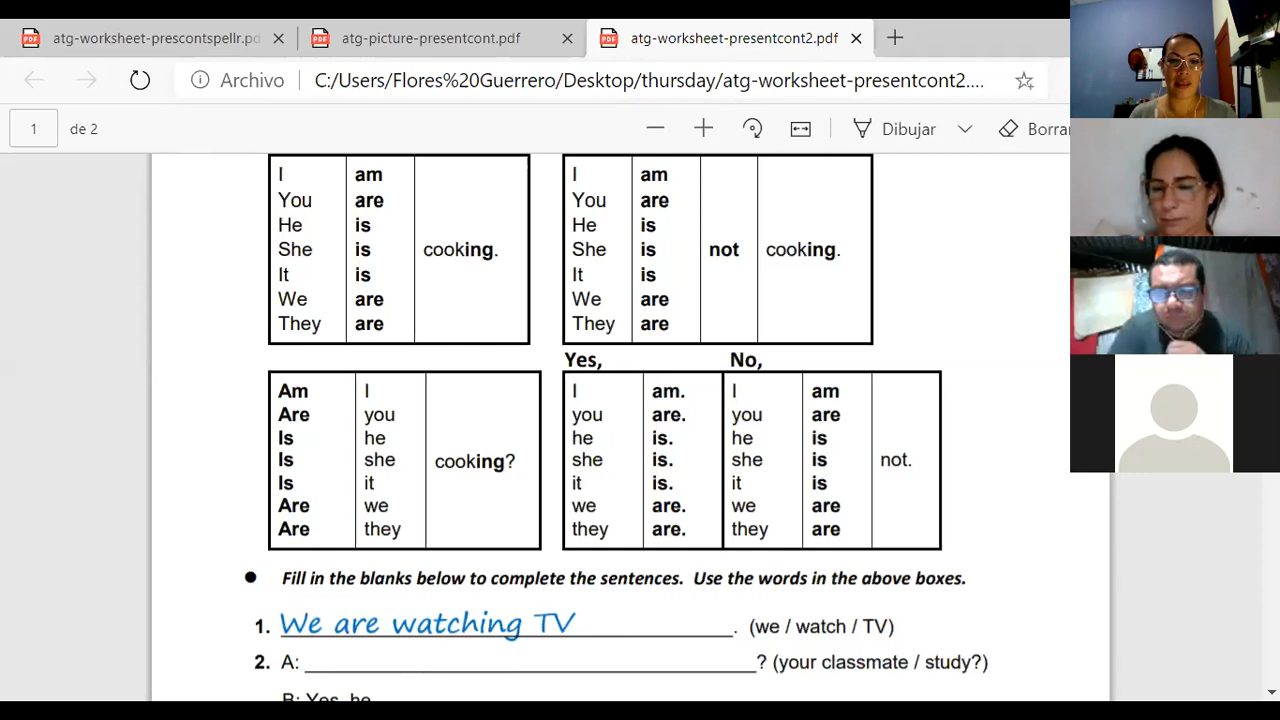 atg-worksheet-prescontspellr.pd
atg-picture-presentcont.pdf
atg-worksheet-presentcont2.pdf
Archivo
C:/Users/Flores%20Guerrero/Desktop/thursday/atg-worksheet-presentcont2....
1
de 2
Dibujar
Borra
I am
You are
He is
She is cooking.
It is
We are
They are
I am
You are
He is
She is not cooking.
It is
We are
They are
Yes, No,
Am I
Are you
Is he
Is she cooking?
Is it
Are we
Are they
I am. I am
you are. you are
he is. he is
she is. she is not.
it is. it is
we are. we are
they are. they are
● Fill in the blanks below to complete the sentences. Use the words in the above boxes.
1. We are watching TV. (we / watch / TV)
2. A: ? (your classmate / study?)
B: Yes, he